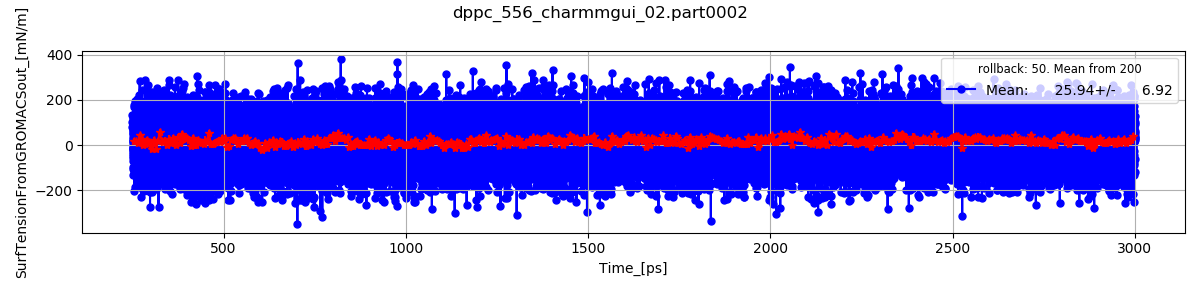 dppc_556_charmmgui_02.part0002
SurfTensionFromGROMACSout_[mN/m]
400
200
0
−200
rollback: 50. Mean from 200
Mean: 25.94+/- 6.92
500
1000
1500
2000
2500
3000
Time_[ps]